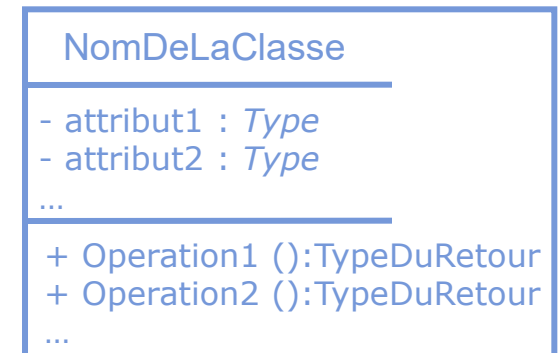 NomDeLaClasse
- attribut1 : Type
- attribut2 : Type
...
+ Operation1 ():TypeDuRetour
+ Operation2 ():TypeDuRetour
...